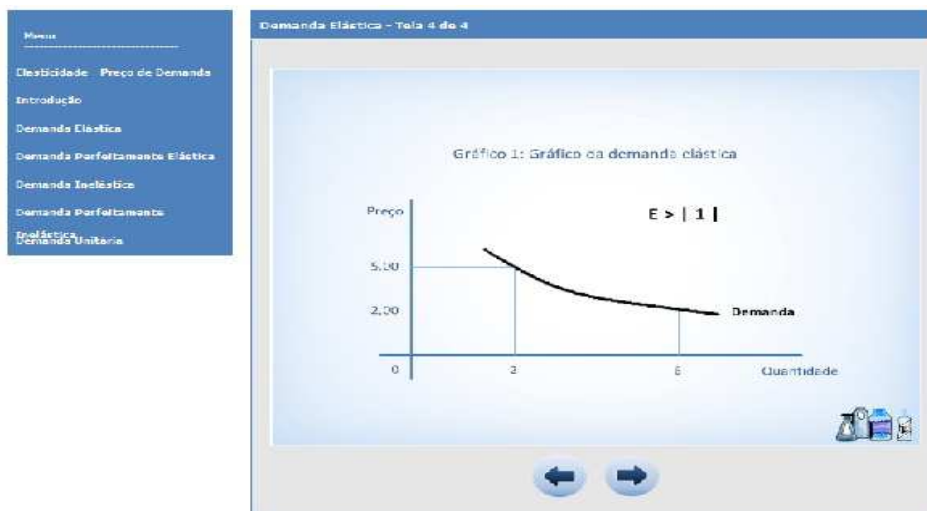 Menu
Elasticidade Preço de Demanda
Introdução
Demanda Elástica
Demanda Perfeitamente Elástica
Demanda Inelástica
Demanda Perfeitamente
Inelástica
Demanda Unitária
Demanda Elástica - Tela 4 de 4
Gráfico 1: Gráfico da demanda elástica
Preço
E > | 1 |
5,00
2,00
Demanda
0
2
6
Quantidade